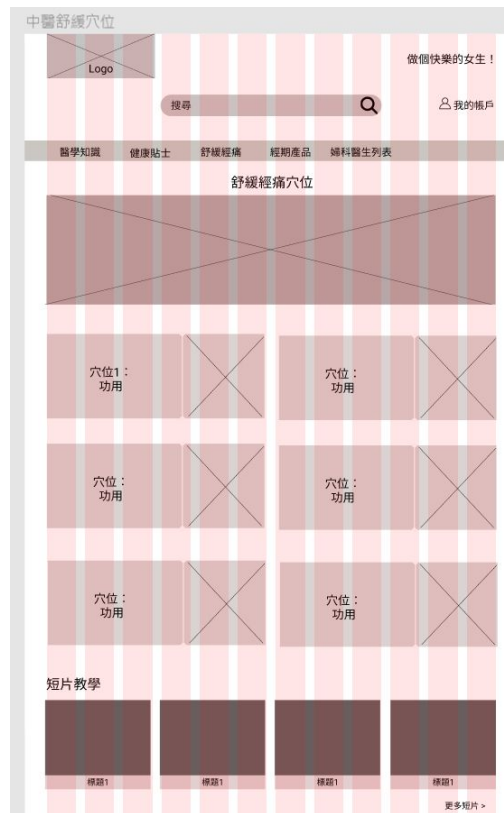 中醫舒緩穴位
Logo
做個快樂的女生！
搜尋
我的帳戶
醫學知識 健康貼士 舒緩經痛 經期產品 婦科醫生列表
舒緩經痛穴位
穴位1：
功用
穴位：
功用
穴位：
功用
穴位：
功用
穴位：
功用
穴位：
功用
短片教學
標題1 標題1 標題1 標題1
更多短片 >